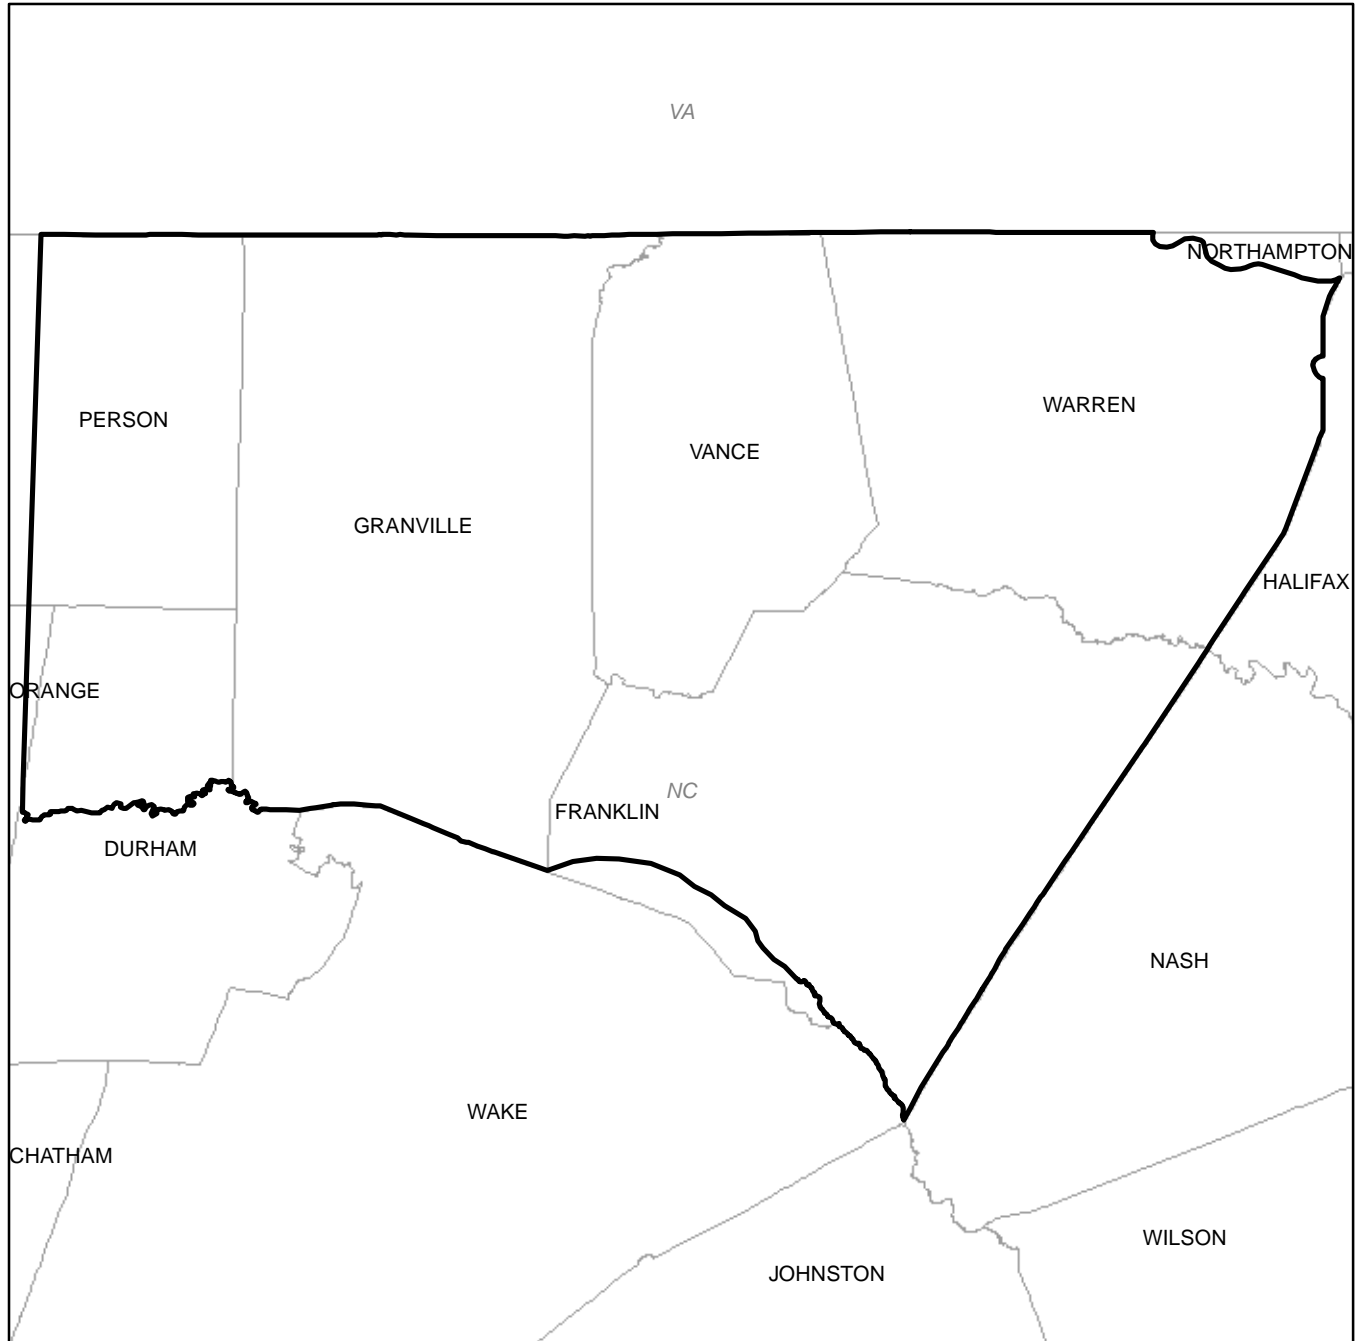 VA
NORTHAMPTON
WARREN
PERSON
VANCE
GRANVILLE
HALIFAX
ORANGE
NC
FRANKLIN
DURHAM
NASH
WAKE
CHATHAM
WILSON
JOHNSTON